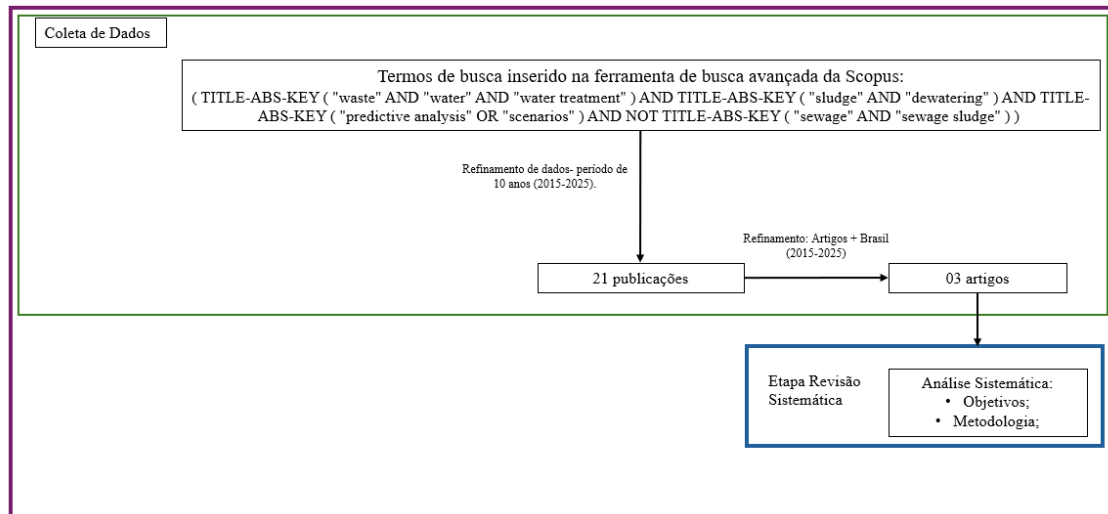 Coleta de Dados
Termos de busca inserido na ferramenta de busca avançada da Scopus:
( TITLE-ABS-KEY ( "waste" AND "water" AND "water treatment" ) AND TITLE-ABS-KEY ( "sludge" AND "dewatering" ) AND TITLE-
ABS-KEY ( "predictive analysis" OR "scenarios" ) AND NOT TITLE-ABS-KEY ( "sewage" AND "sewage sludge" ) )
Refinamento de dados- período de
10 anos (2015-2025).
Refinamento: Artigos + Brasil
(2015-2025)
21 publicações
03 artigos
Etapa Revisão
Sistemática
Análise Sistemática:
• Objetivos;
• Metodologia;